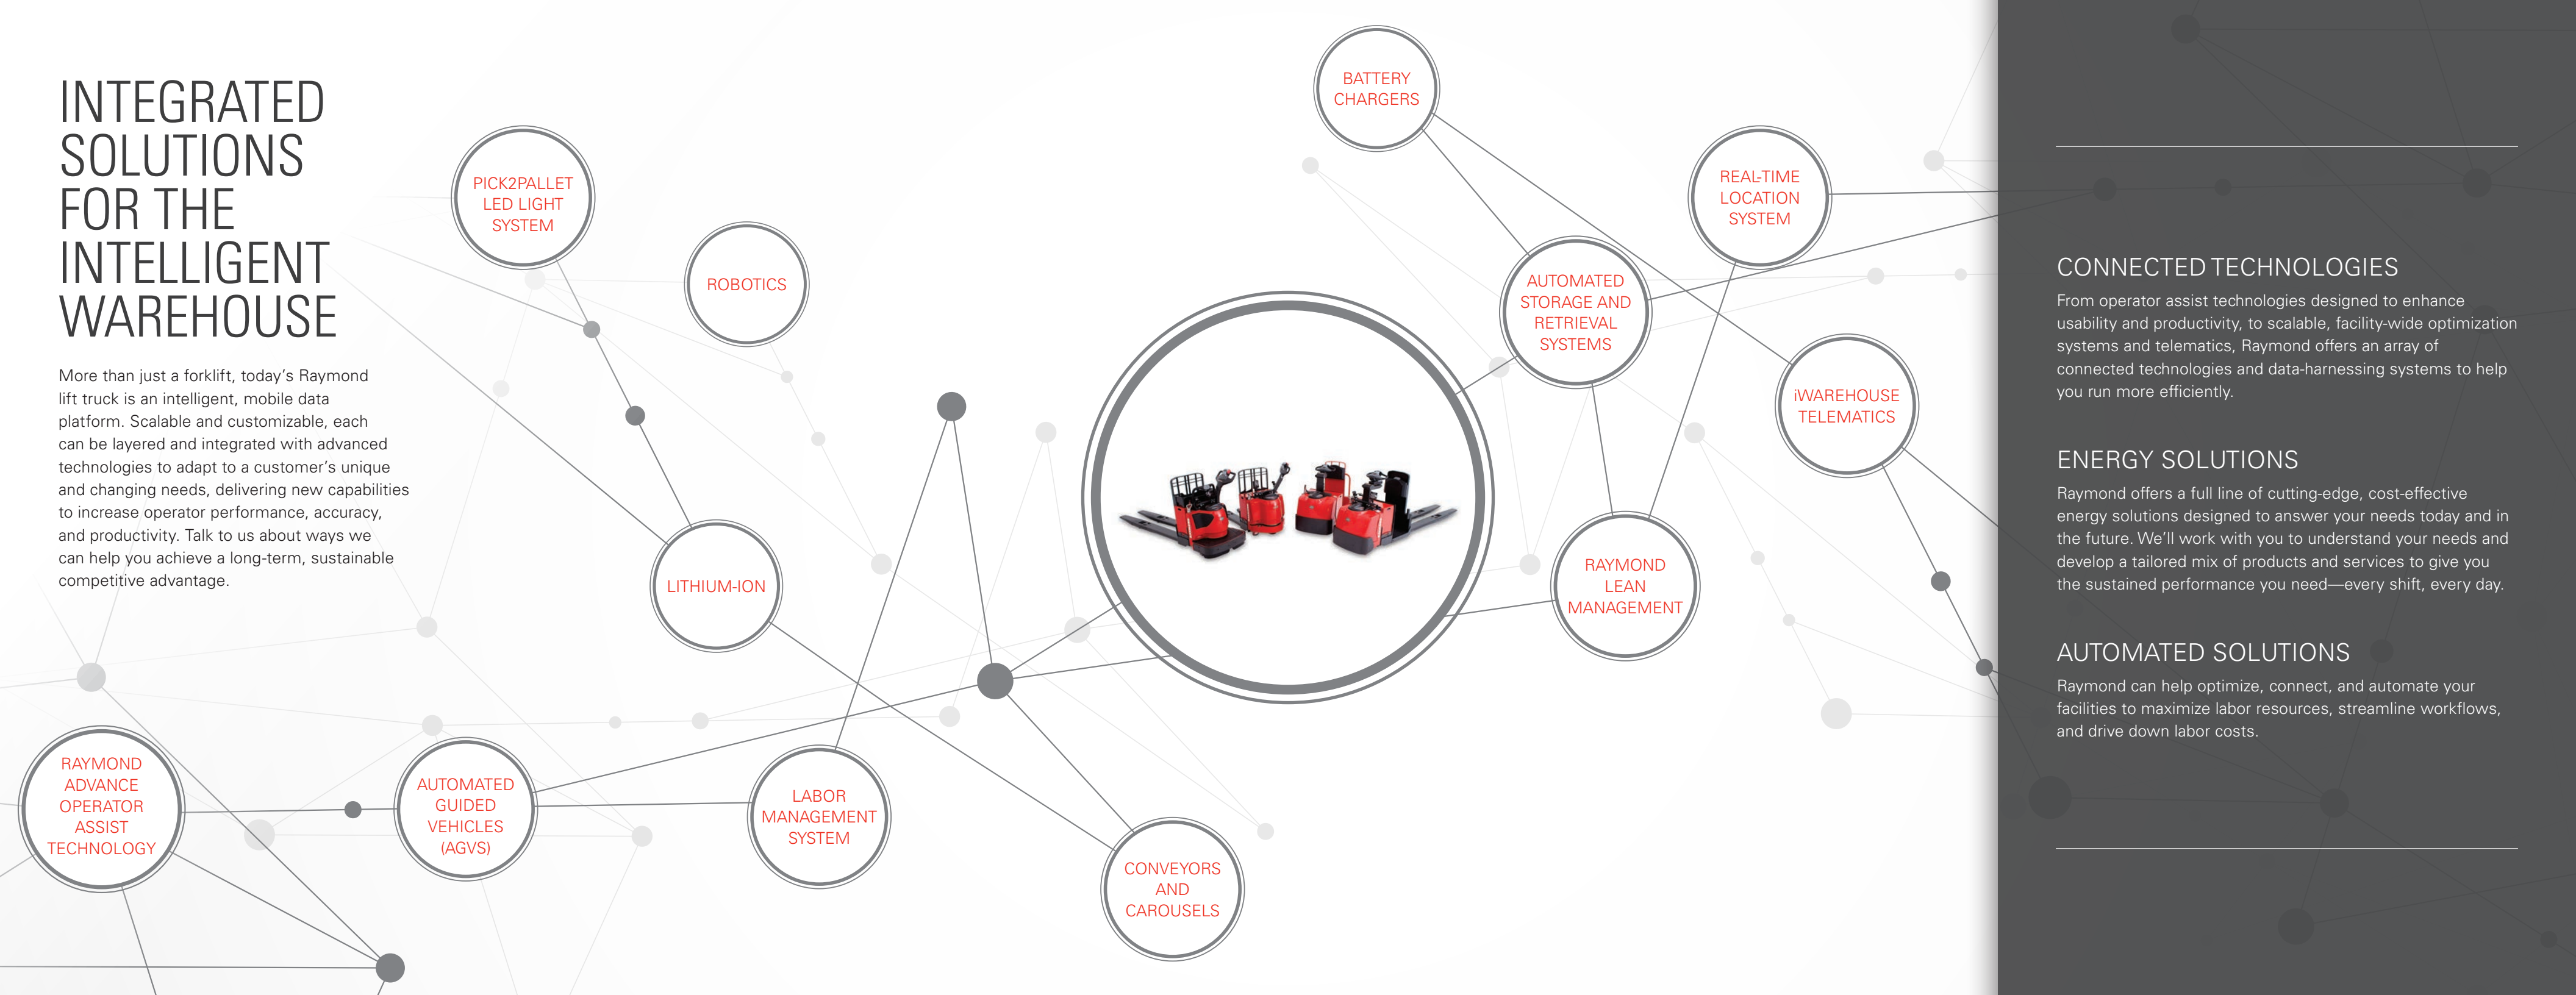 INTEGRATED
SOLUTIONS
FOR THE
INTELLIGENT
WAREHOUSE
More than just a forklift, today's Raymond
lift truck is an intelligent, mobile data
platform. Scalable and customizable, each
can be layered and integrated with advanced
technologies to adapt to a customer's unique
and changing needs, delivering new capabilities
to increase operator performance, accuracy,
and productivity. Talk to us about ways we
can help you achieve a long-term, sustainable
competitive advantage.
PICK2PALLET
LED LIGHT
SYSTEM
ROBOTICS
LITHIUM-ION
RAYMOND
ADVANCE
OPERATOR
ASSIST
TECHNOLOGY
AUTOMATED
GUIDED
VEHICLES
(AGVS)
LABOR
MANAGEMENT
SYSTEM
CONVEYORS
AND
CAROUSELS
BATTERY
CHARGERS
AUTOMATED
STORAGE AND
RETRIEVAL
SYSTEMS
REAL-TIME
LOCATION
SYSTEM
iWAREHOUSE
TELEMATICS
RAYMOND
LEAN
MANAGEMENT
CONNECTED TECHNOLOGIES
From operator assist technologies designed to enhance
usability and productivity, to scalable, facility-wide optimization
systems and telematics, Raymond offers an array of
connected technologies and data-harnessing systems to help
you run more efficiently.
ENERGY SOLUTIONS
Raymond offers a full line of cutting-edge, cost-effective
energy solutions designed to answer your needs today and in
the future. We'll work with you to understand your needs and
develop a tailored mix of products and services to give you
the sustained performance you need—every shift, every day.
AUTOMATED SOLUTIONS
Raymond can help optimize, connect, and automate your
facilities to maximize labor resources, streamline workflows,
and drive down labor costs.